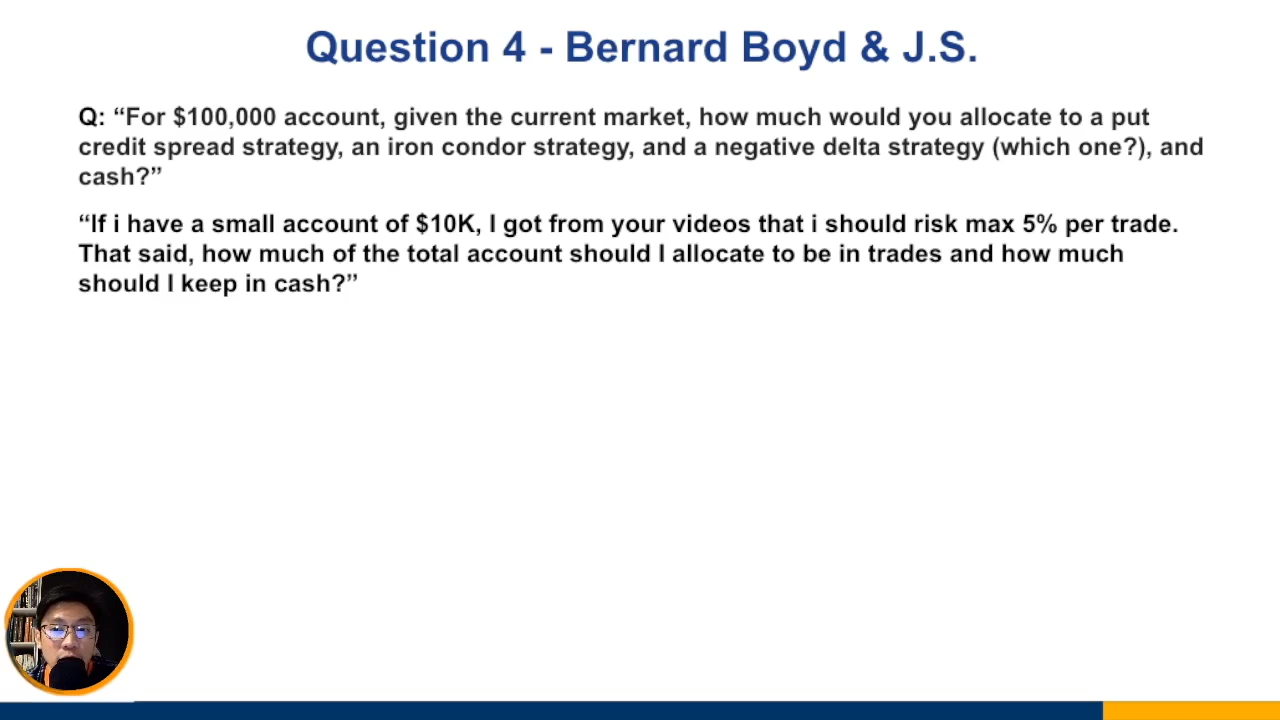 Question 4 - Bernard Boyd & J.S.
Q: “For $100,000 account, given the current market, how much would you allocate to a put
credit spread strategy, an iron condor strategy, and a negative delta strategy (which one?), and
cash?”
“If i have a small account of $10K, I got from your videos that i should risk max 5% per trade.
That said, how much of the total account should I allocate to be in trades and how much
should I keep in cash?”